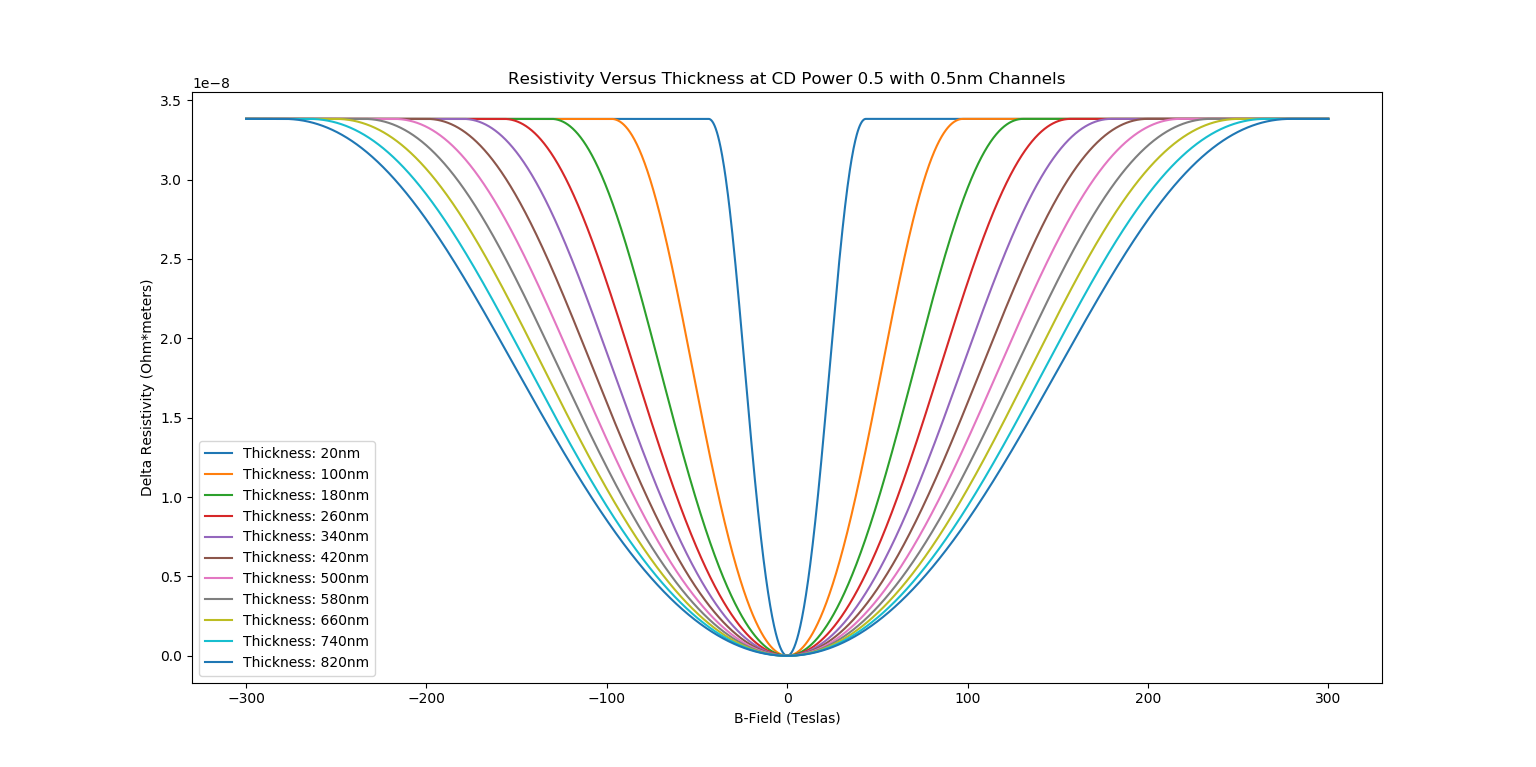 Resistivity Versus Thickness at CD Power 0.5 with 0.5nm Channels
1e−8
3.5
3.0
2.5
2.0
1.5
1.0
0.5
0.0
Delta Resistivity (Ohm*meters)
Thickness: 20nm
Thickness: 100nm
Thickness: 180nm
Thickness: 260nm
Thickness: 340nm
Thickness: 420nm
Thickness: 500nm
Thickness: 580nm
Thickness: 660nm
Thickness: 740nm
Thickness: 820nm
−300 −200 −100 0 100 200 300
B-Field (Teslas)